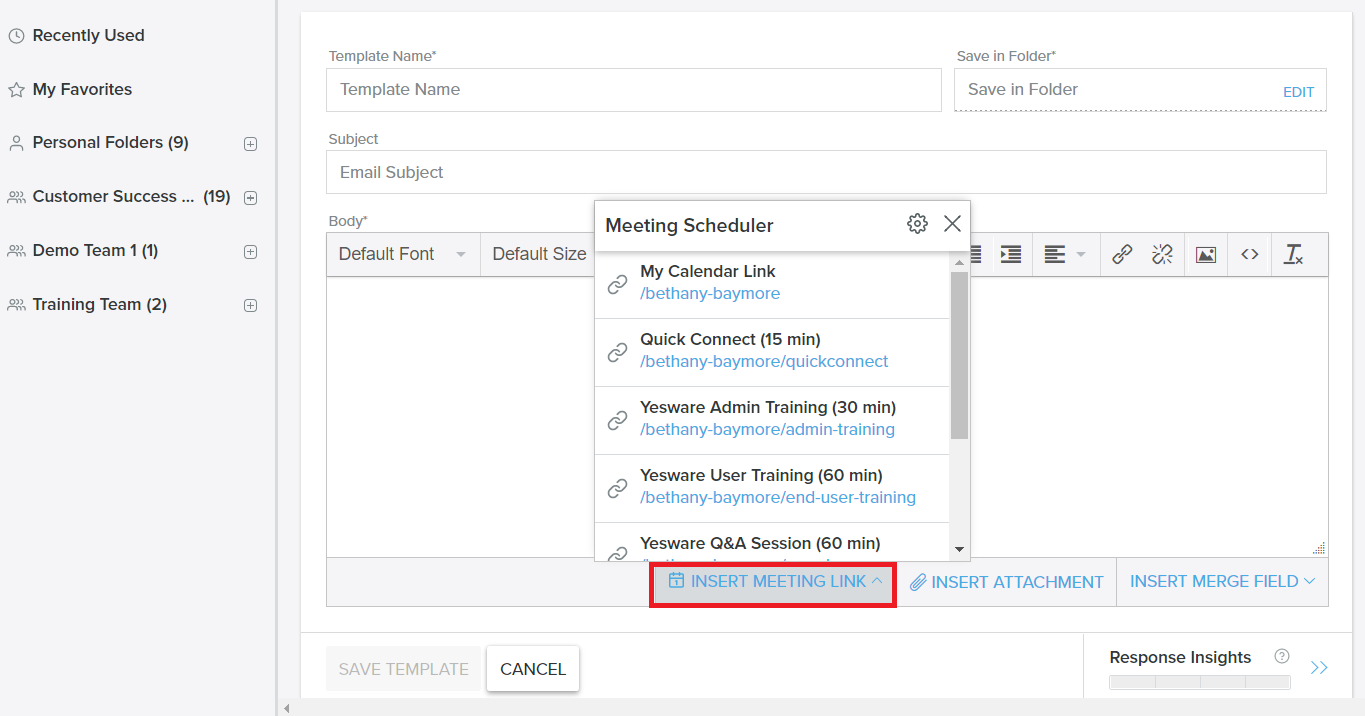 Recently Used
My Favorites
Personal Folders (9)
Customer Success ... (19)
Demo Team 1 (1)
Training Team (2)
Template Name*
Template Name
Save in Folder*
Save in Folder
EDIT
Subject
Email Subject
Body*
Default Font
Default Size
Meeting Scheduler
My Calendar Link
/bethany-baymore
Quick Connect (15 min)
/bethany-baymore/quickconnect
Yesware Admin Training (30 min)
/bethany-baymore/admin-training
Yesware User Training (60 min)
/bethany-baymore/end-user-training
Yesware Q&A Session (60 min)
INSERT MEETING LINK
INSERT ATTACHMENT
INSERT MERGE FIELD
SAVE TEMPLATE
CANCEL
Response Insights